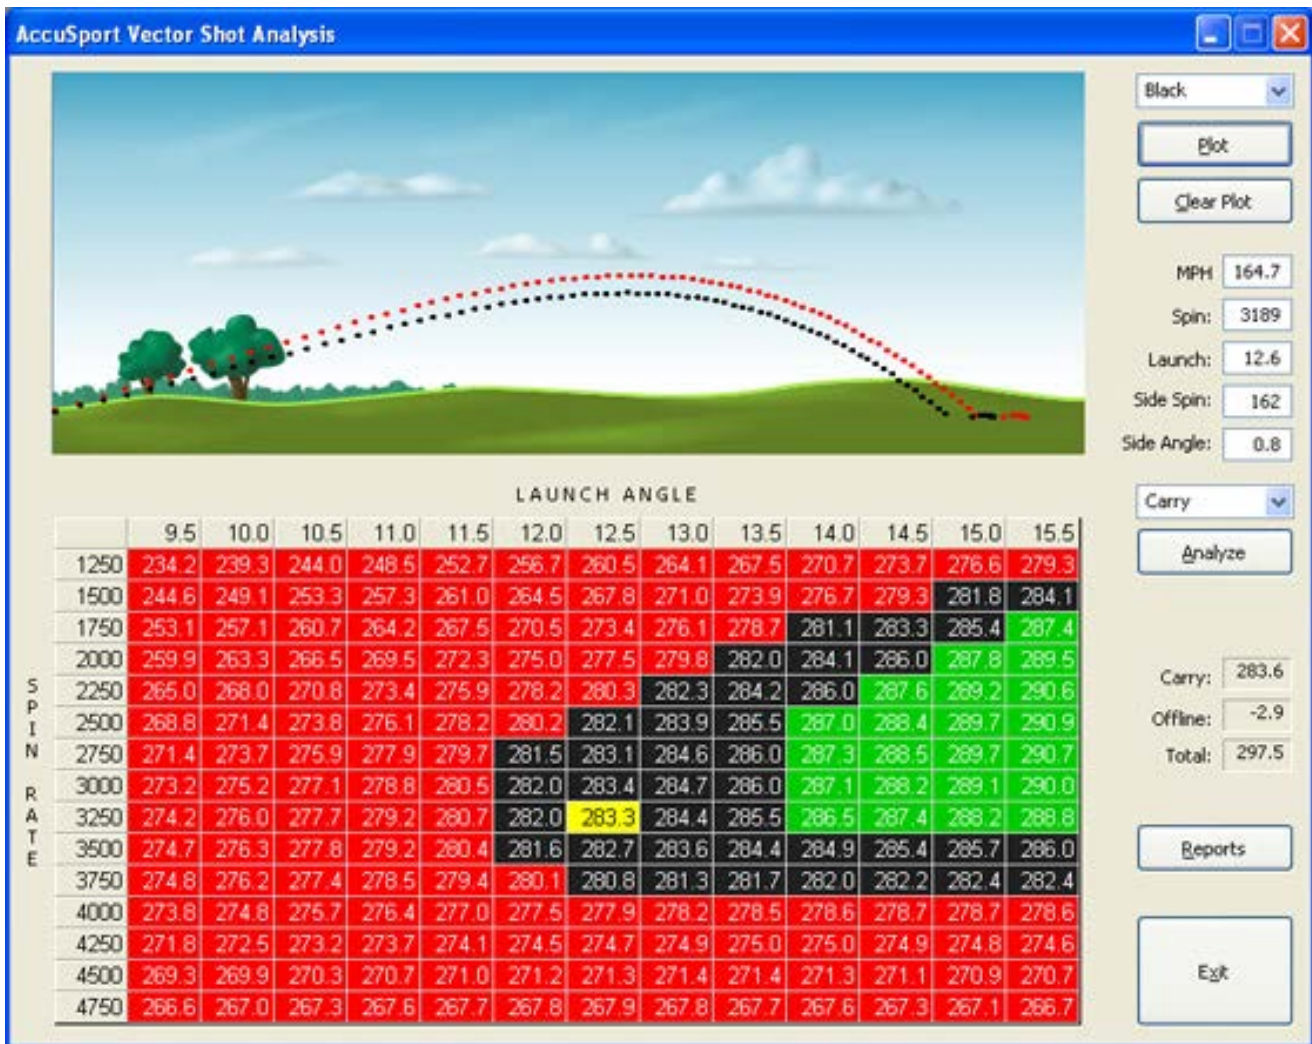 AccuSport Vector Shot Analysis
Black
Plot
Clear Plot
MPH 164.7
Spin: 3189
Launch: 12.6
Side Spin: 162
Side Angle: 0.8
Carry
Analyze
Carry: 283.6
Offline: -2.9
Total: 297.5
Reports
Exit
LAUNCH ANGLE
SPIN RATE
9.5 10.0 10.5 11.0 11.5 12.0 12.5 13.0 13.5 14.0 14.5 15.0 15.5
1250 234.2 239.3 244.0 248.5 252.7 256.7 260.5 264.1 267.5 270.7 273.7 276.6 279.3
1500 244.6 249.1 253.3 257.3 261.0 264.5 267.8 271.0 273.9 276.7 279.3 281.8 284.1
1750 253.1 257.1 260.7 264.2 267.5 270.5 273.4 276.1 278.7 281.1 283.3 285.4 287.4
2000 259.9 263.3 266.5 269.5 272.3 275.0 277.5 279.8 282.0 284.1 286.0 287.8 289.5
2250 265.0 268.0 270.8 273.4 275.9 278.2 280.3 282.3 284.2 286.0 287.6 289.2 290.6
2500 268.8 271.4 273.8 276.1 278.2 280.2 282.1 283.9 285.5 287.0 288.4 289.7 290.9
2750 271.4 273.7 275.9 277.9 279.7 281.5 283.1 284.6 286.0 287.3 288.5 289.7 290.7
3000 273.2 275.2 277.1 278.8 280.5 282.0 283.4 284.7 286.0 287.1 288.2 289.1 290.0
3250 274.2 276.0 277.7 279.2 280.7 282.0 283.3 284.4 285.5 286.5 287.4 288.2 288.8
3500 274.7 276.3 277.8 279.2 280.4 281.6 282.7 283.6 284.4 284.9 285.4 285.7 286.0
3750 274.8 276.2 277.4 278.5 279.4 280.1 280.8 281.3 281.7 282.0 282.2 282.4 282.4
4000 273.8 274.8 275.7 276.4 277.0 277.5 277.9 278.2 278.5 278.6 278.7 278.7 278.6
4250 271.8 272.5 273.2 273.7 274.1 274.5 274.7 274.9 275.0 275.0 274.9 274.8 274.6
4500 269.3 269.9 270.3 270.7 271.0 271.2 271.3 271.4 271.4 271.3 271.1 270.9 270.7
4750 266.6 267.0 267.3 267.6 267.7 267.8 267.9 267.8 267.7 267.6 267.3 267.1 266.7